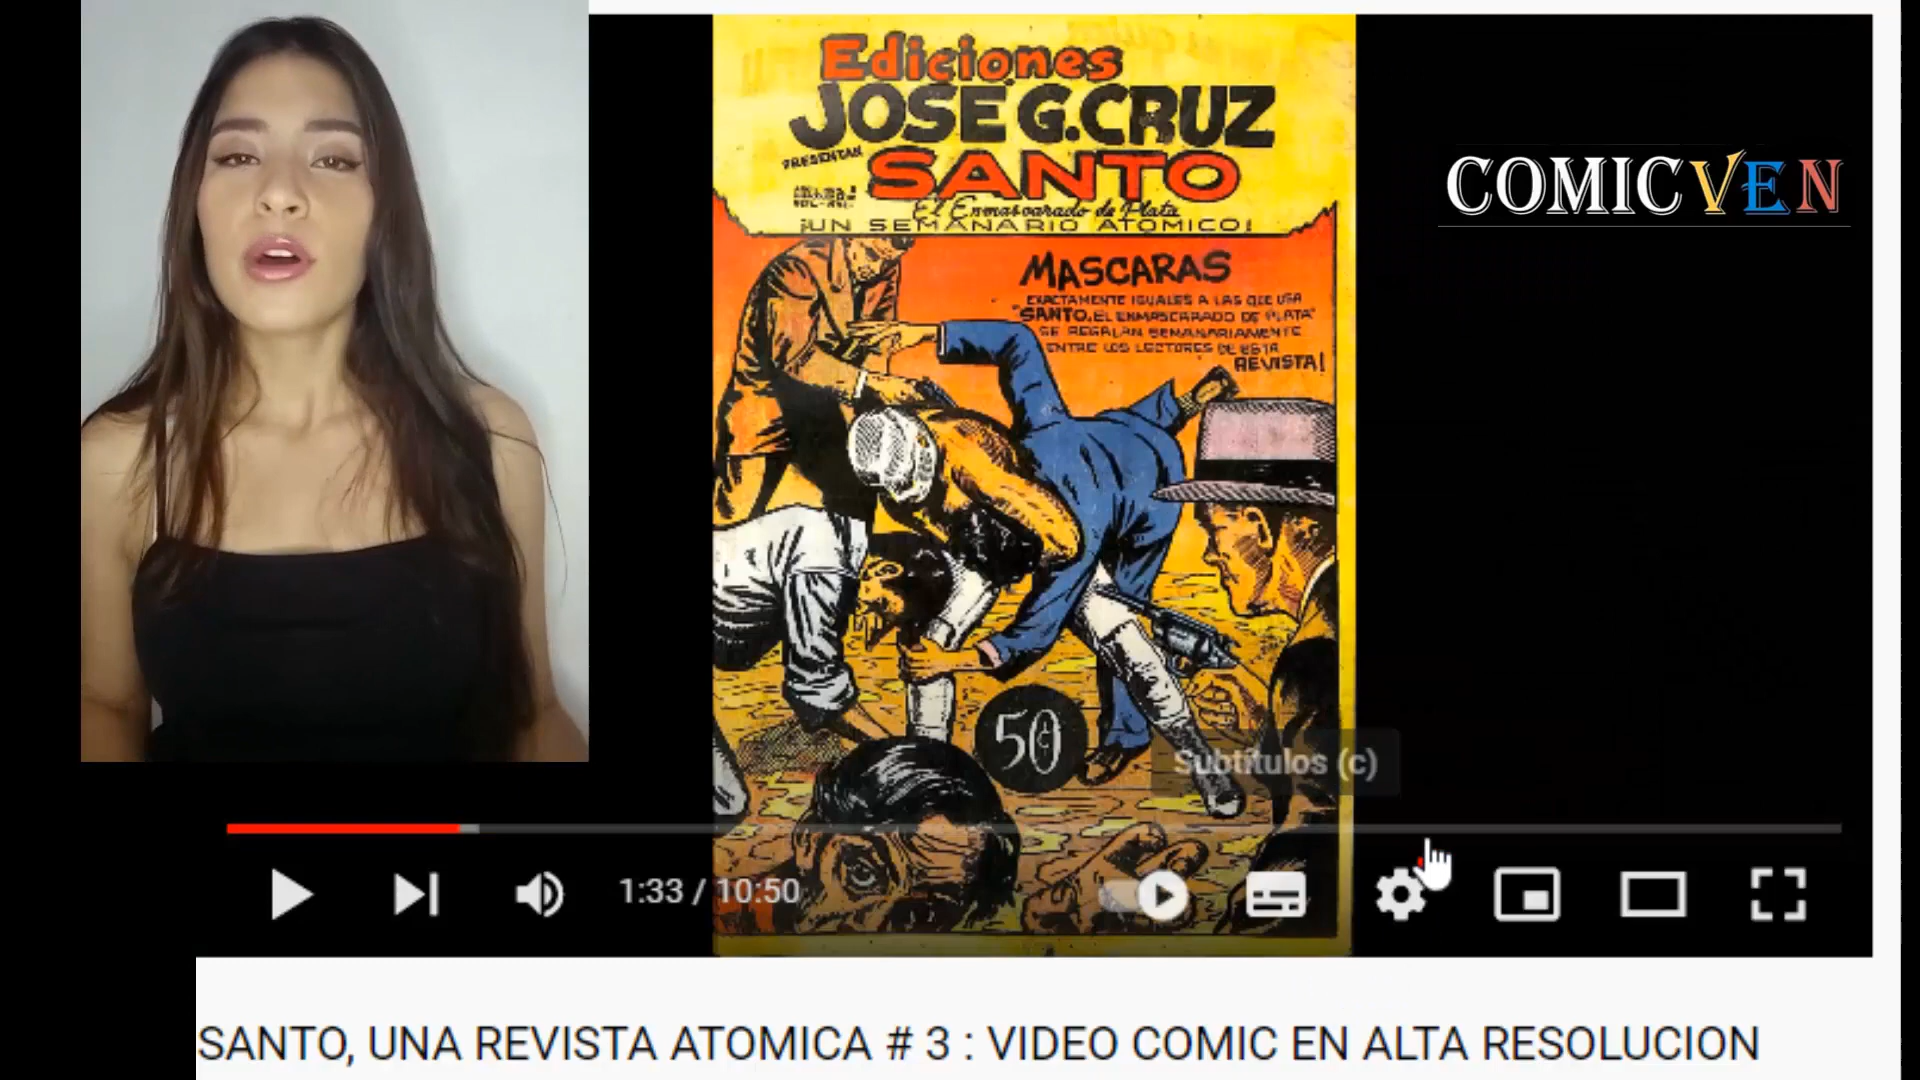 Ediciones
JOSE G. CRUZ
PRESENTAN
SANTO
El Enmascarado de Plata
¡UN SEMANARIO ATOMICO!
COMICVEN
MASCARAS
EXACTAMENTE IGUALES A LAS QUE USA
"SANTO, EL ENMASCARADO DE PLATA"
SE REGALAN SEMANARIAMENTE
ENTRE LOS LECTORES DE ESTA
REVISTA!
50¢
Subtítulos (c)
1:33 / 10:50
SANTO, UNA REVISTA ATOMICA # 3 : VIDEO COMIC EN ALTA RESOLUCION